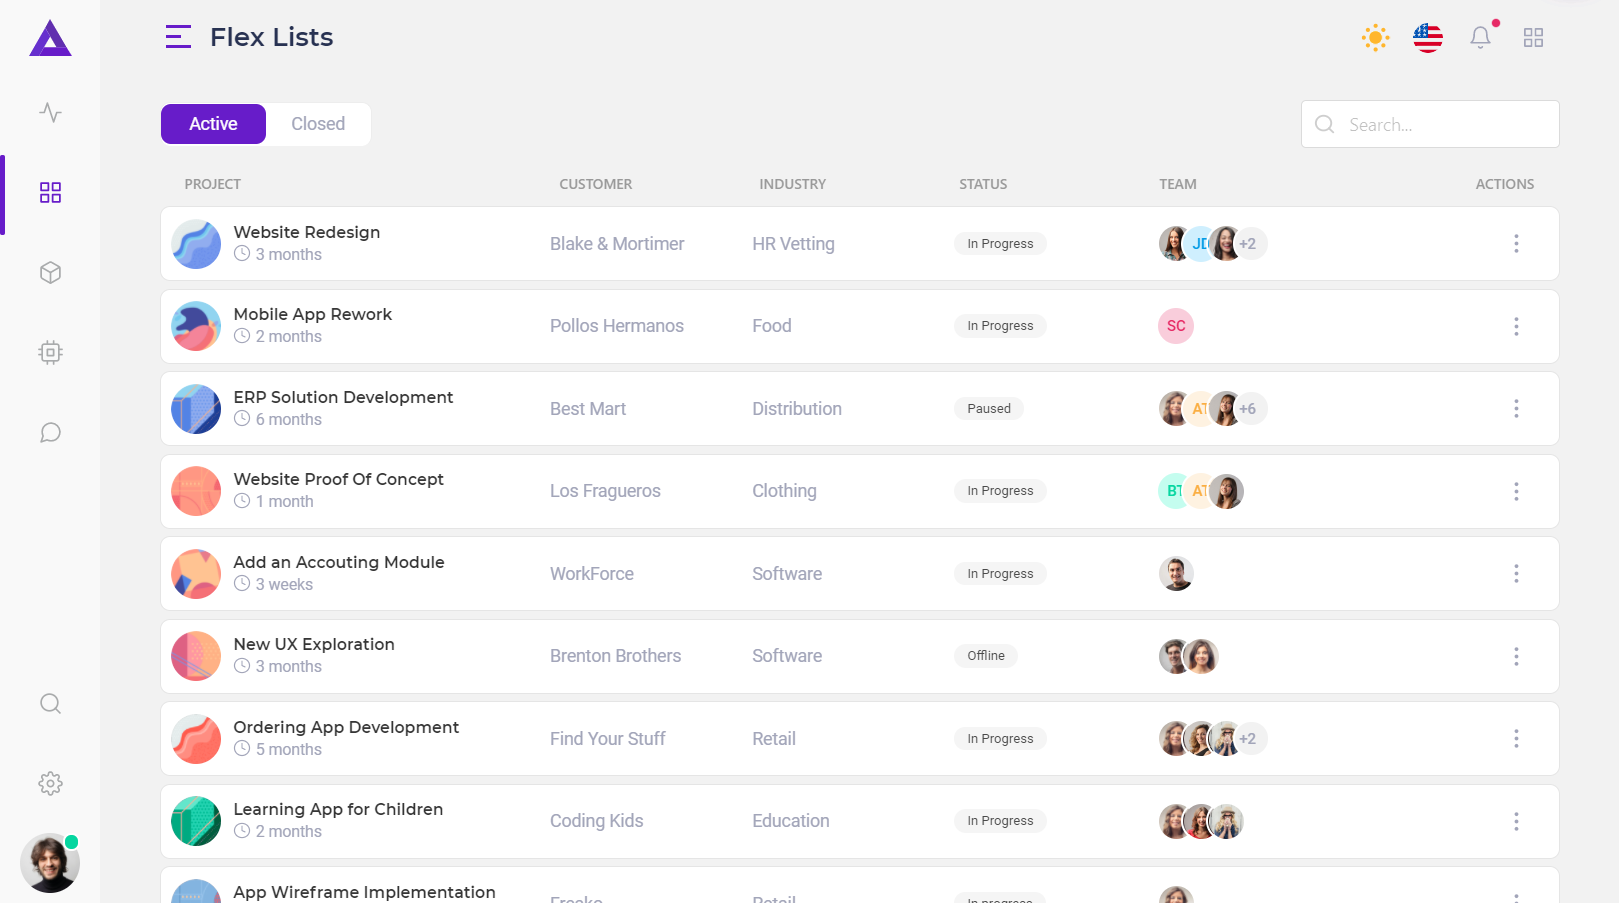 Flex Lists
Active Closed Search...
PROJECT CUSTOMER INDUSTRY STATUS TEAM ACTIONS
Website Redesign
3 months
Blake & Mortimer HR Vetting In Progress JD +2
Mobile App Rework
2 months
Pollos Hermanos Food In Progress SC
ERP Solution Development
6 months
Best Mart Distribution Paused AT +6
Website Proof Of Concept
1 month
Los Fragueros Clothing In Progress BT AT
Add an Accouting Module
3 weeks
WorkForce Software In Progress
New UX Exploration
3 months
Brenton Brothers Software Offline
Ordering App Development
5 months
Find Your Stuff Retail In Progress +2
Learning App for Children
2 months
Coding Kids Education In Progress
App Wireframe Implementation
Retail In progress